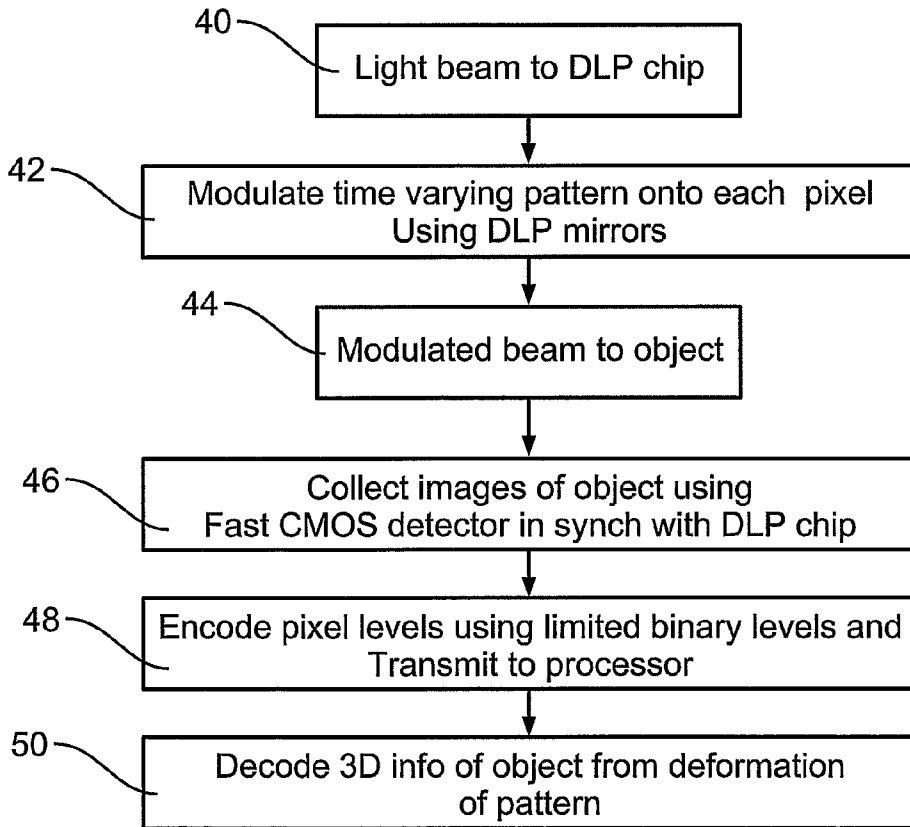 40
Light beam to DLP chip
42
Modulate time varying pattern onto each pixel
Using DLP mirrors
44
Modulated beam to object
46
Collect images of object using
Fast CMOS detector in synch with DLP chip
48
Encode pixel levels using limited binary levels and
Transmit to processor
50
Decode 3D info of object from deformation
of pattern